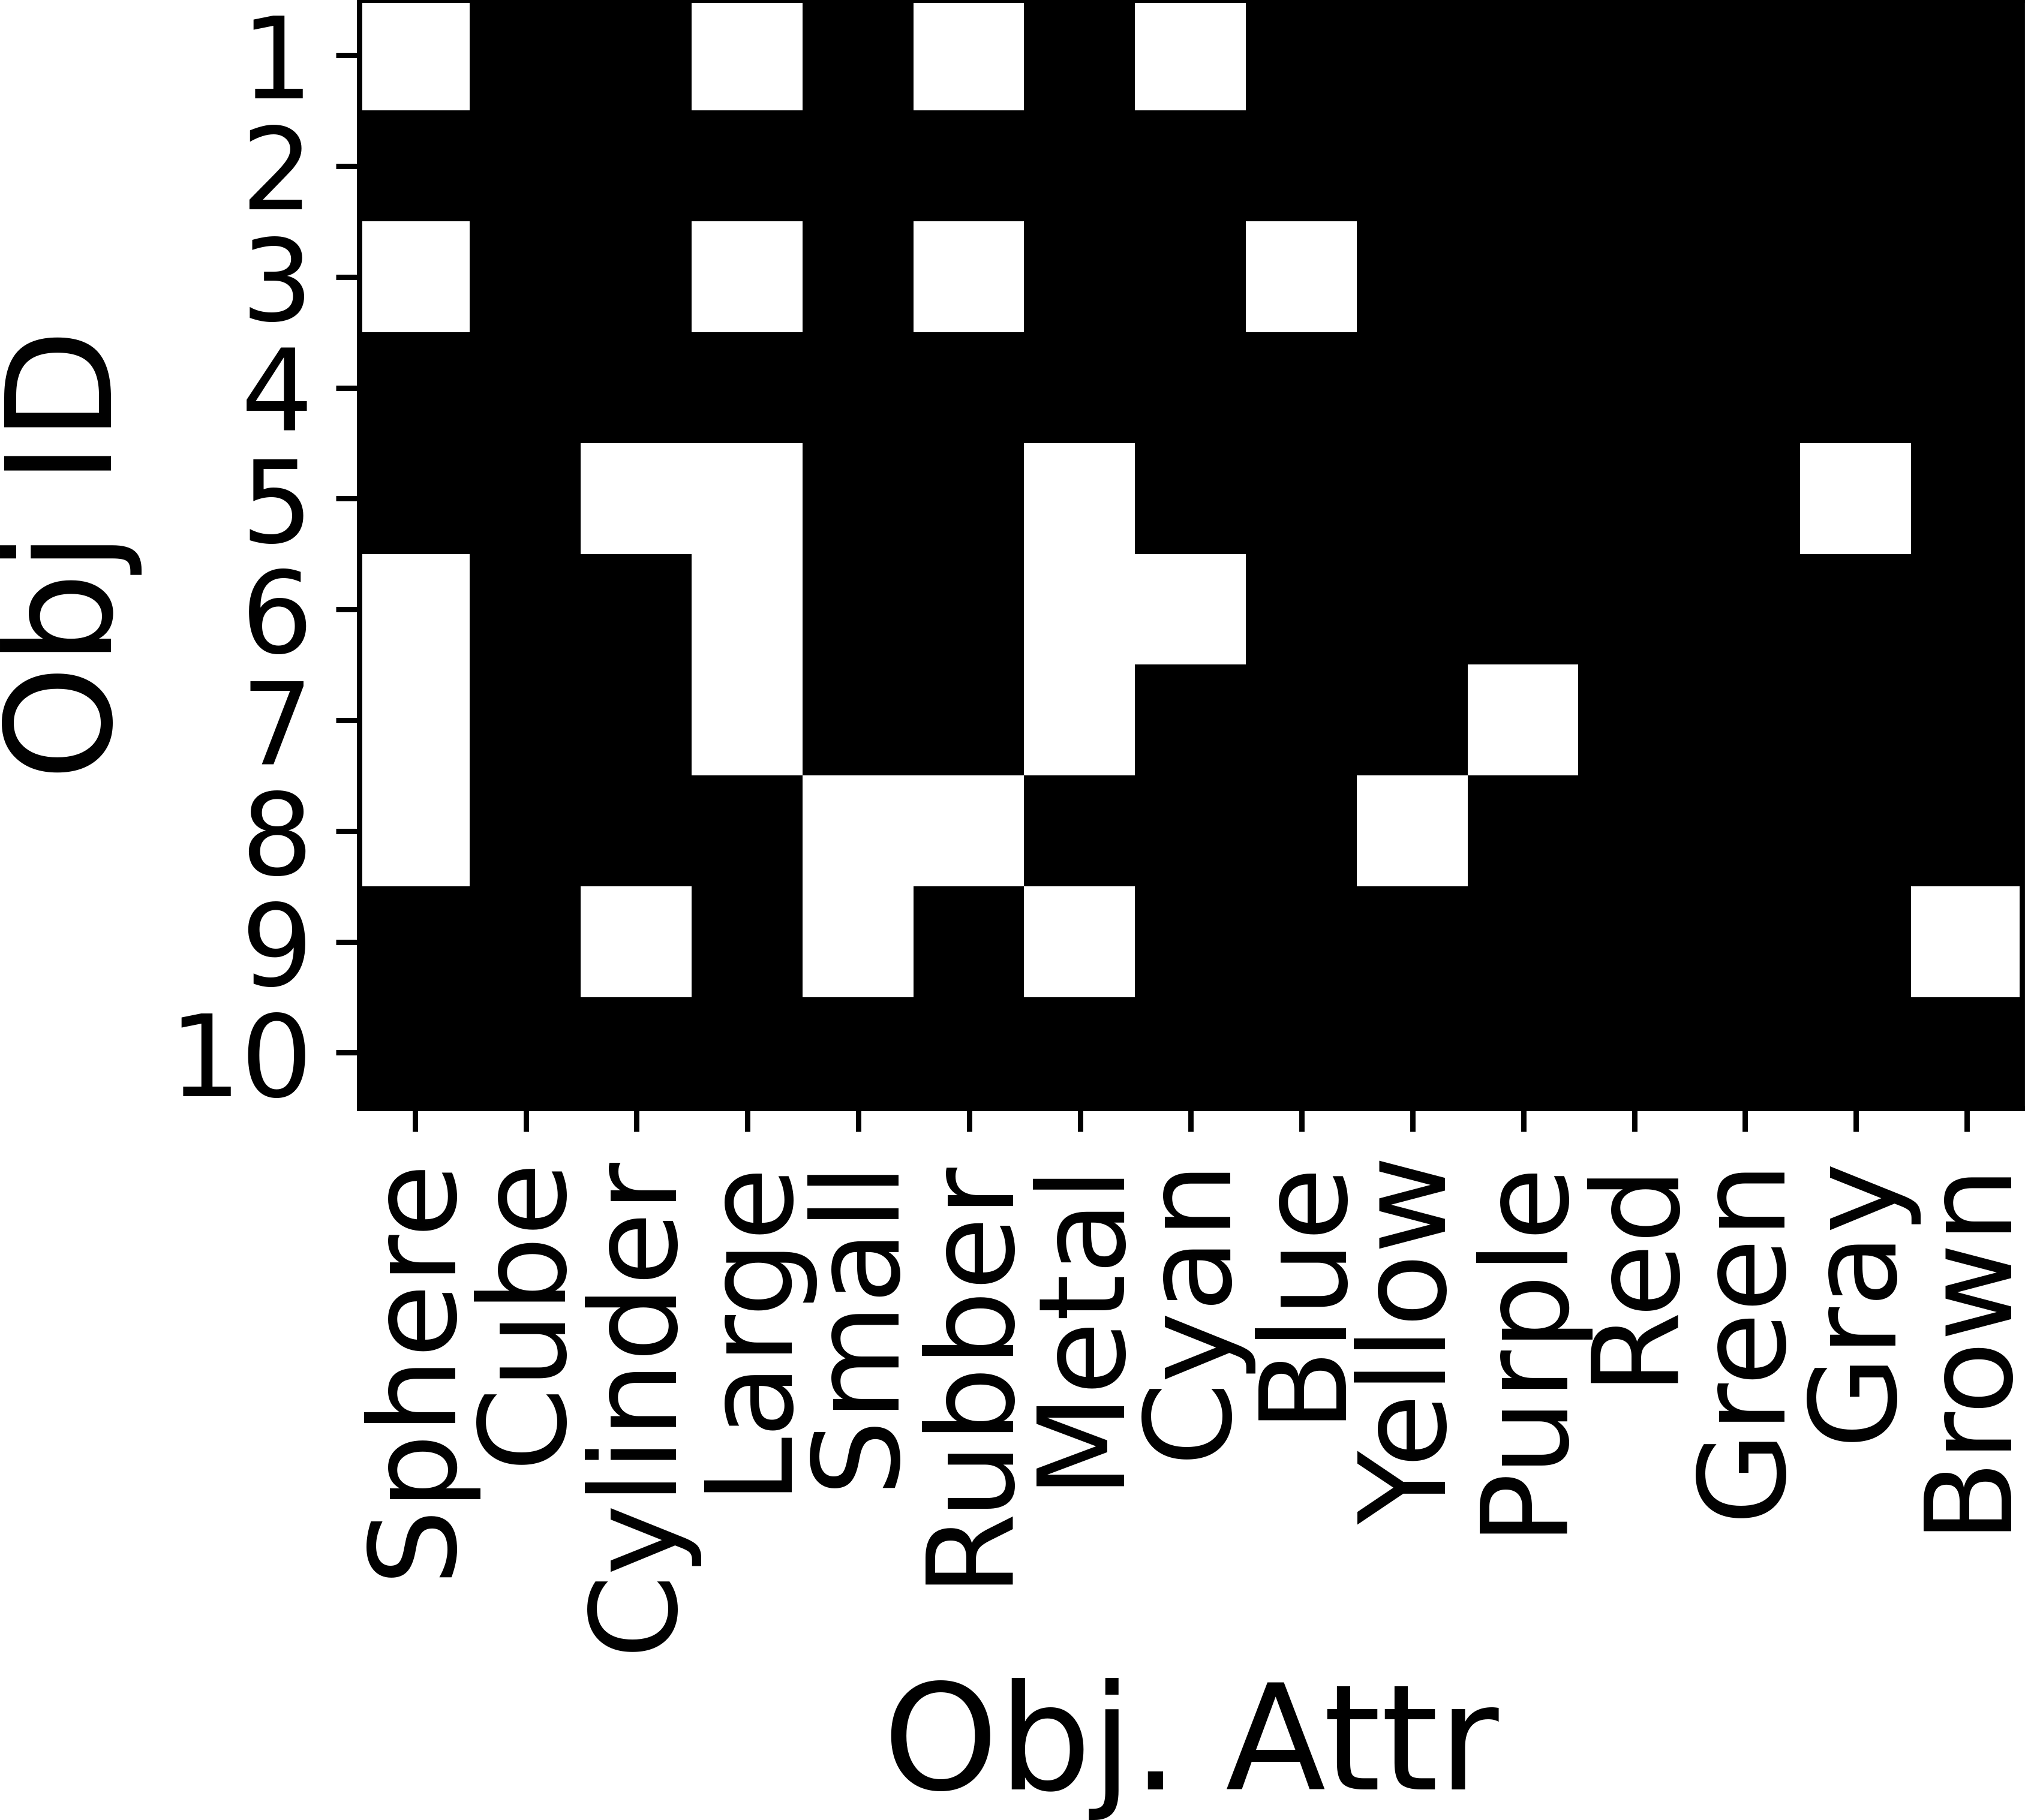 Obj ID
1
2
3
4
5
6
7
8
9
10
Sphere
Cube
Cylinder
Large
Small
Rubber
Metal
Cyan
Blue
Yellow
Purple
Red
Green
Gray
Brown
Obj. Attr